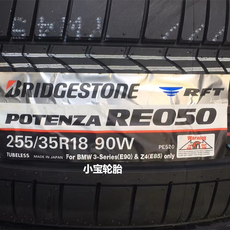 BRIDGESTONE RFT
POTENZA RE050
255/35R18 90W PES20
TUBELESS MADE IN JAPAN For BMW 3-Series(E90) & Z4(E85) only
小宝轮胎